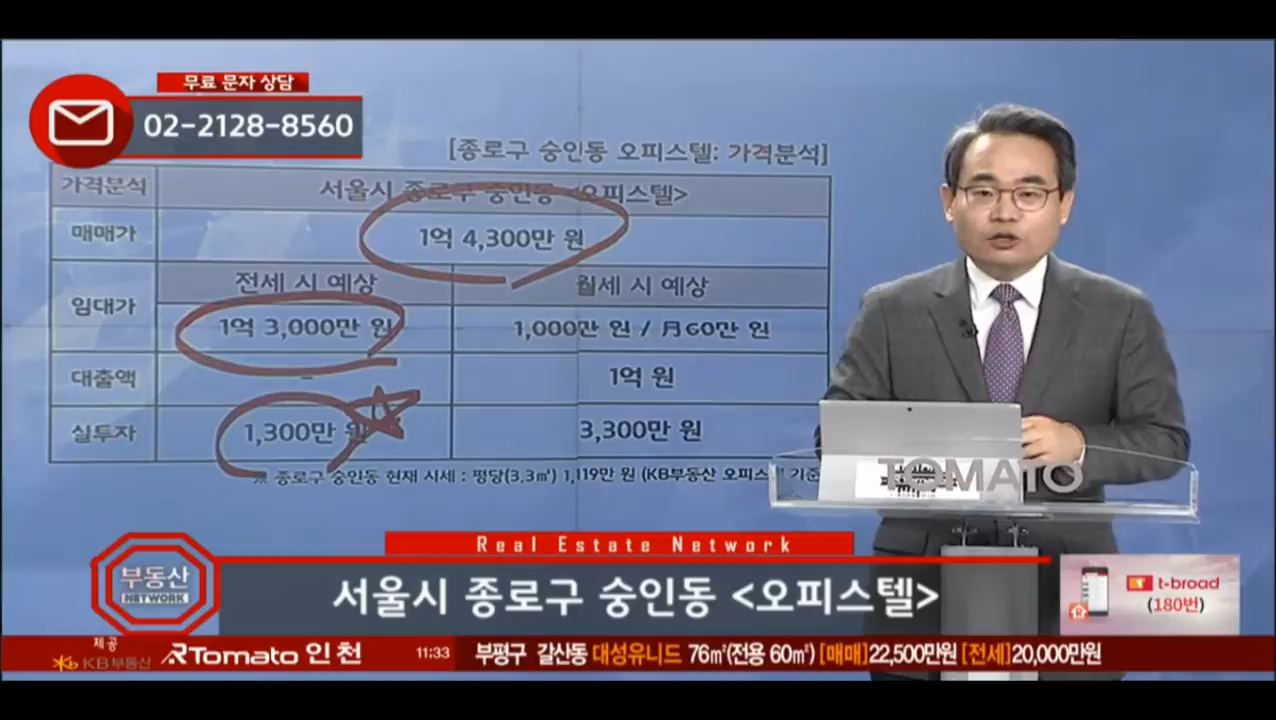 무료 문자 상담
02-2128-8560
[종로구 숭인동 오피스텔: 가격분석]
가격분석 서울시 종로구 숭인동 <오피스텔>
매매가 1억 4,300만 원
임대가 전세 시 예상 월세 시 예상
1억 3,000만 원 1,000만 원 / 月60만 원
대출액 - 1억 원
실투자 1,300만 원 3,300만 원
※ 종로구 숭인동 현재 시세 : 평당(3.3㎡) 1,119만 원 (KB부동산 오피스텔 기준
TOMATO
Real Estate Network
부동산
NETWORK
서울시 종로구 숭인동 <오피스텔>
t-broad
(180번)
제공
KB부동산
RTomato 인천 11:33 부평구 갈산동 대성유니드 76㎡(전용 60㎡) [매매]22,500만원 [전세]20,000만원